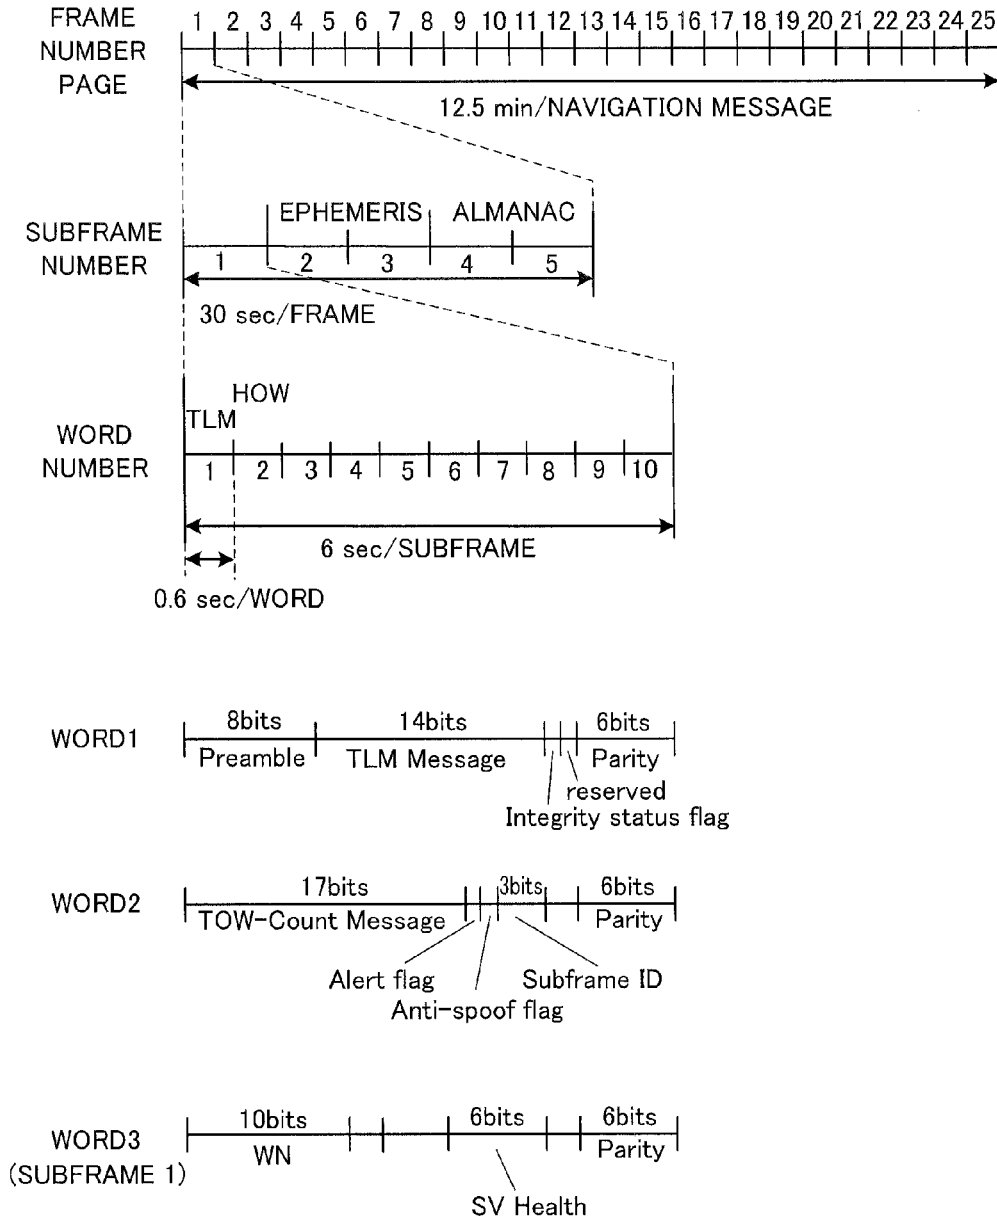 FRAME NUMBER PAGE
1 2 3 4 5 6 7 8 9 10 11 12 13 14 15 16 17 18 19 20 21 22 23 24 25
12.5 min/NAVIGATION MESSAGE
EPHEMERIS ALMANAC
SUBFRAME NUMBER
1 2 3 4 5
30 sec/FRAME
HOW
TLM
WORD NUMBER
1 2 3 4 5 6 7 8 9 10
6 sec/SUBFRAME
0.6 sec/WORD
WORD1
8bits 14bits 6bits
Preamble TLM Message Parity
reserved
Integrity status flag
WORD2
17bits 3bits 6bits
TOW-Count Message Parity
Alert flag Subframe ID
Anti-spoof flag
WORD3
(SUBFRAME 1)
10bits 6bits 6bits
WN Parity
SV Health